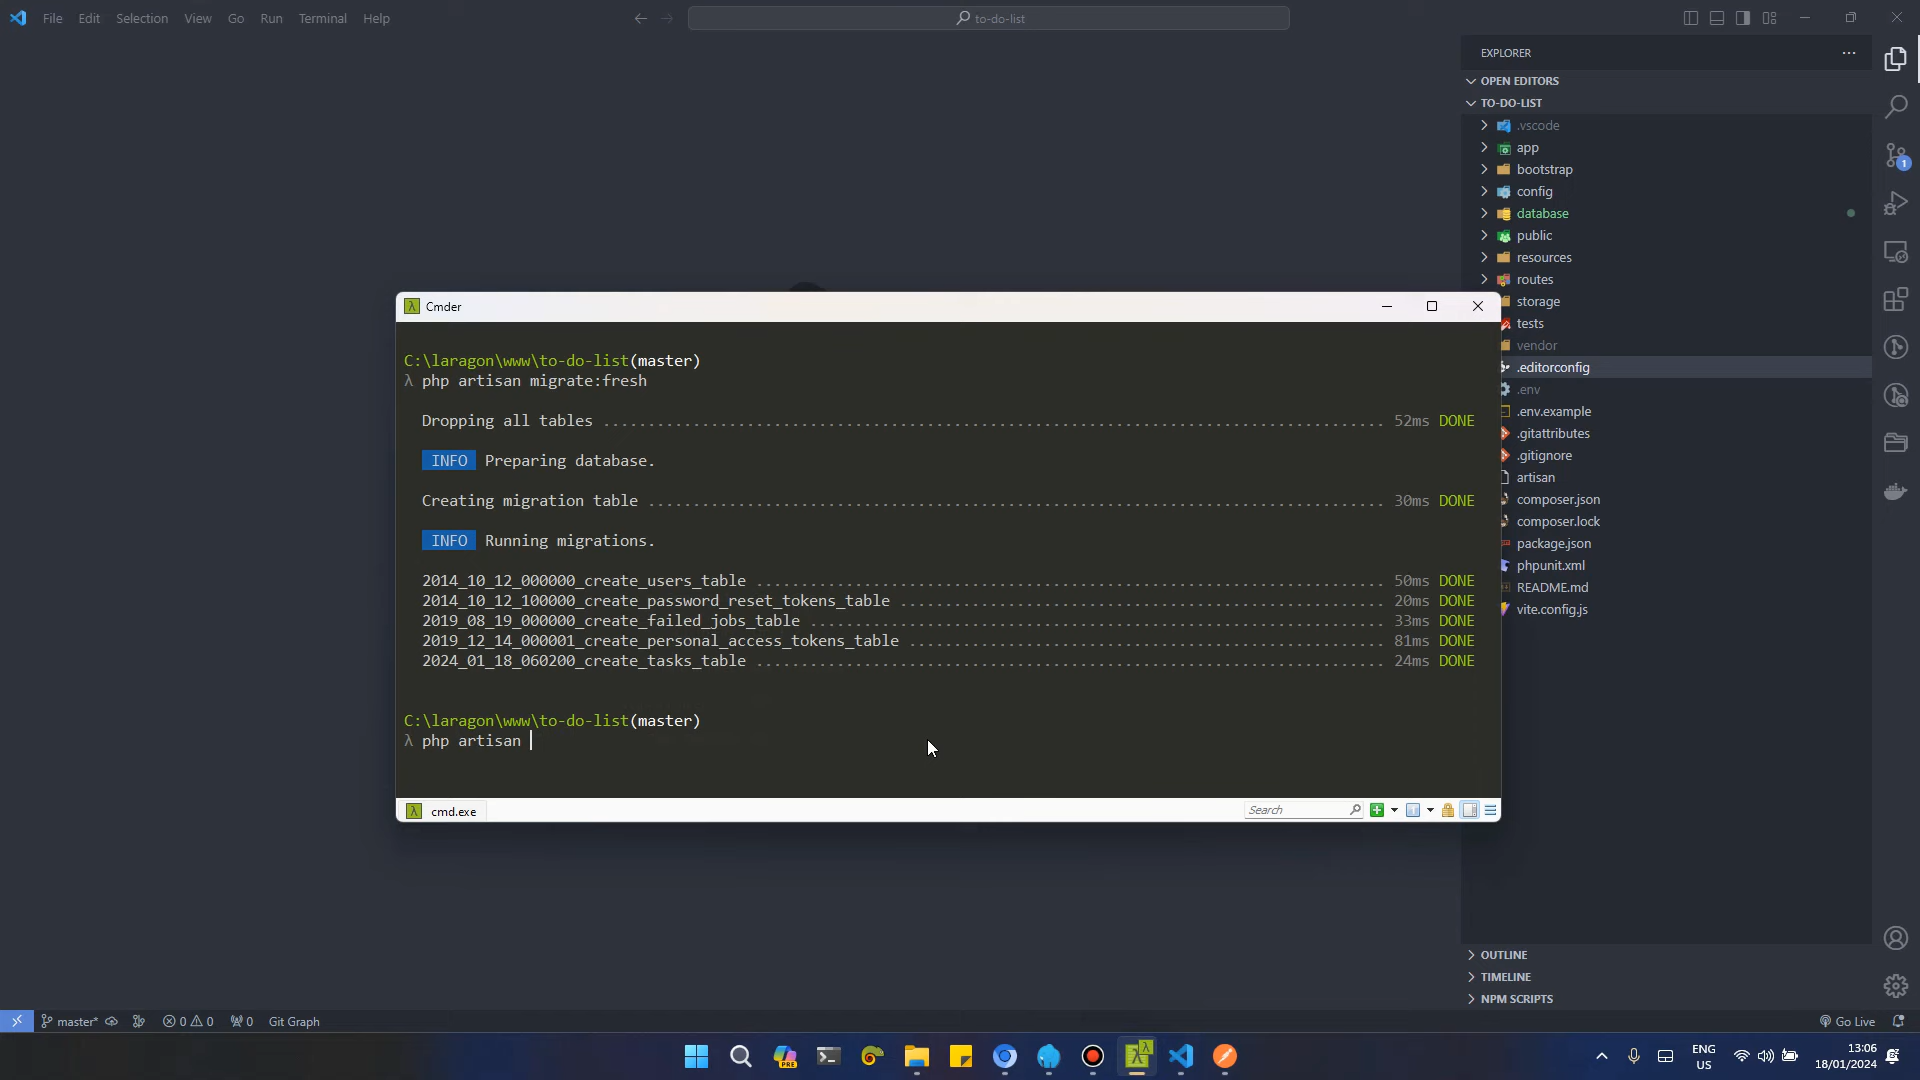 File Edit Selection View Go Run Terminal Help
to-do-list
EXPLORER
OPEN EDITORS
TO-DO-LIST
.vscode
app
bootstrap
config
database
public
resources
routes
storage
tests
vendor
.editorconfig
.env
.env.example
.gitattributes
.gitignore
artisan
composer.json
composer.lock
package.json
phpunit.xml
README.md
vite.config.js
OUTLINE
TIMELINE
NPM SCRIPTS
1
Cmder
C:\laragon\www\to-do-list(master)
λ php artisan migrate:fresh
Dropping all tables ........................................ 52ms DONE
INFO Preparing database.
Creating migration table ........................................ 30ms DONE
INFO Running migrations.
2014_10_12_000000_create_users_table ........................................ 50ms DONE
2014_10_12_100000_create_password_reset_tokens_table ........................................ 20ms DONE
2019_08_19_000000_create_failed_jobs_table ........................................ 33ms DONE
2019_12_14_000001_create_personal_access_tokens_table ........................................ 81ms DONE
2024_01_18_060200_create_tasks_table ........................................ 24ms DONE
C:\laragon\www\to-do-list(master)
λ php artisan
cmd.exe
Search
master* 0 0 0 Git Graph
Go Live
PRE
ENG
US
13:06
18/01/2024